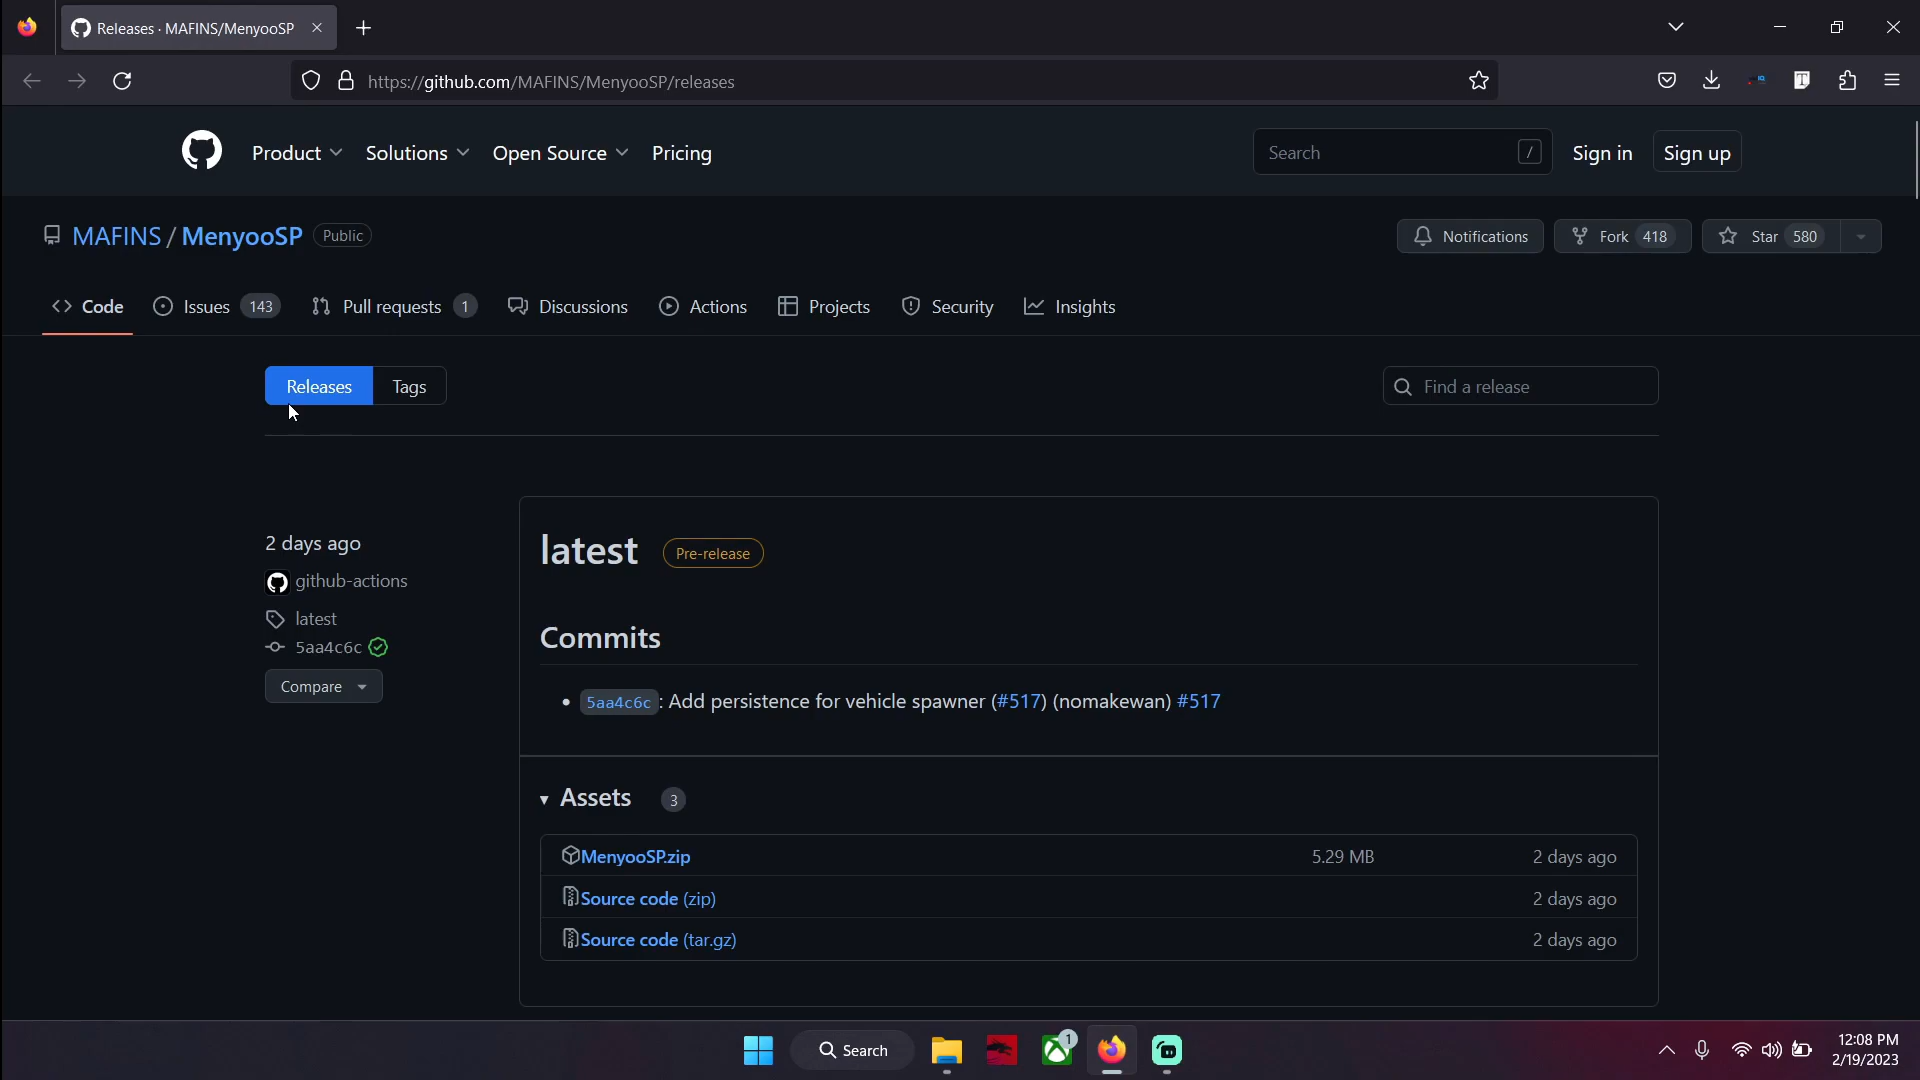 Releases · MAFINS/MenyooSP
https://github.com/MAFINS/MenyooSP/releases
Product Solutions Open Source Pricing Search / Sign in Sign up
MAFINS / MenyooSP Public Notifications Fork 418 Star 580
Code Issues 143 Pull requests 1 Discussions Actions Projects Security Insights
Releases Tags Find a release
2 days ago
github-actions
latest
5aa4c6c
Compare
latest Pre-release
Commits
• 5aa4c6c: Add persistence for vehicle spawner (#517) (nomakewan) #517
Assets 3
MenyooSP.zip 5.29 MB 2 days ago
Source code (zip) 2 days ago
Source code (tar.gz) 2 days ago
Search 1 12:08 PM
2/19/2023